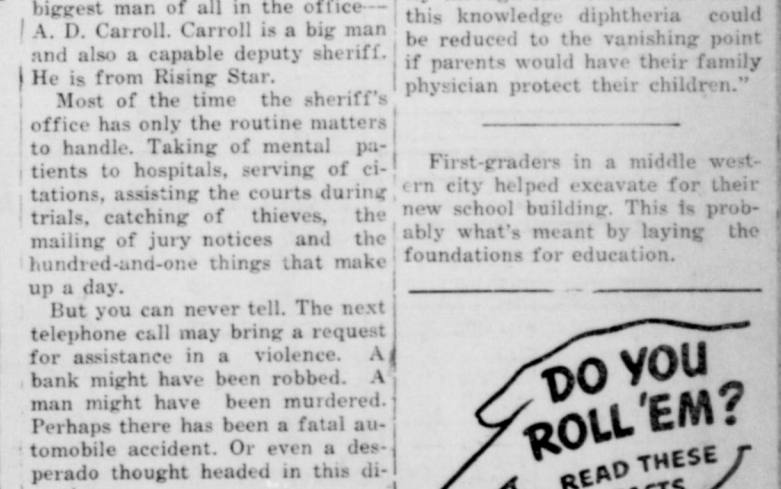 biggest man of all in the office—
A. D. Carroll. Carroll is a big man
and also a capable deputy sheriff.
He is from Rising Star.
Most of the time the sheriff's
office has only the routine matters
to handle. Taking of mental pa-
tients to hospitals, serving of ci-
tations, assisting the courts during
trials, catching of thieves, the
mailing of jury notices and the
hundred-and-one things that make
up a day.
But you can never tell. The next
telephone call may bring a request
for assistance in a violence. A
bank might have been robbed. A
man might have been murdered.
Perhaps there has been a fatal au-
tomobile accident. Or even a des-
perado thought headed in this di-
this knowledge diphtheria could
be reduced to the vanishing point
if parents would have their family
physician protect their children."
First-graders in a middle west-
ern city helped excavate for their
new school building. This is prob-
ably what's meant by laying the
foundations for education.
DO YOU
ROLL 'EM?
READ THESE